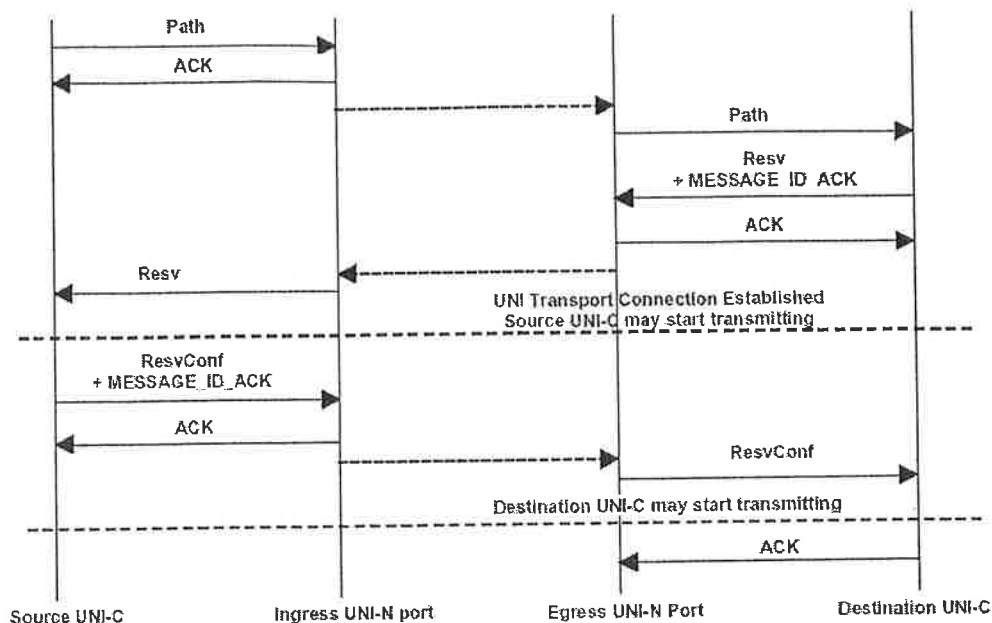 Path
ACK
Path
Resv
+ MESSAGE_ID_ACK
ACK
Resv
UNI Transport Connection Established
Source UNI-C may start transmitting
ResvConf
+ MESSAGE_ID_ACK
ACK
ResvConf
Destination UNI-C may start transmitting
ACK
Source UNI-C
Ingress UNI-N port
Egress UNI-N Port
Destination UNI-C